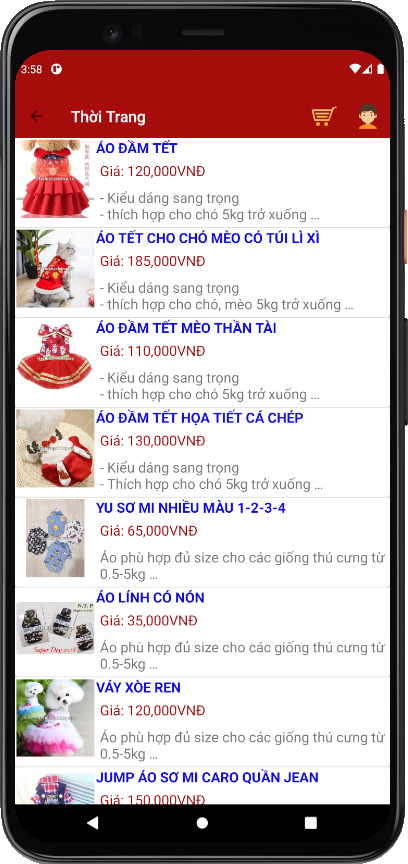 3:58
Thời Trang
ÁO ĐẦM TẾT
Giá: 120,000VNĐ
- Kiểu dáng sang trọng
- thích hợp cho chó 5kg trở xuống ...
ÁO TẾT CHO CHÓ MÈO CÓ TÚI LÌ XÌ
Giá: 185,000VNĐ
- Kiểu dáng sang trọng
- thích hợp cho chó, mèo 5kg trở xuống ...
ÁO ĐẦM TẾT MÈO THẦN TÀI
Giá: 110,000VNĐ
- Kiểu dáng sang trọng
- thích hợp cho chó 5kg trở xuống ...
ÁO ĐẦM TẾT HỌA TIẾT CÁ CHÉP
Giá: 130,000VNĐ
- Kiểu dáng sang trọng
- Thích hợp cho chó 5kg trở xuống ...
YU SƠ MI NHIỀU MÀU 1-2-3-4
Giá: 65,000VNĐ
Áo phù hợp đủ size cho các giống thú cưng từ
0.5-5kg ...
ÁO LÍNH CÓ NÓN
Giá: 35,000VNĐ
N.T.P
Super Dog
Áo phù hợp đủ size cho các giống thú cưng từ
0.5-5kg ...
VÁY XÒE REN
Giá: 120,000VNĐ
Áo phù hợp đủ size cho các giống thú cưng từ
0.5-5kg ...
JUMP ÁO SƠ MI CARO QUẦN JEAN
Giá: 150,000VNĐ